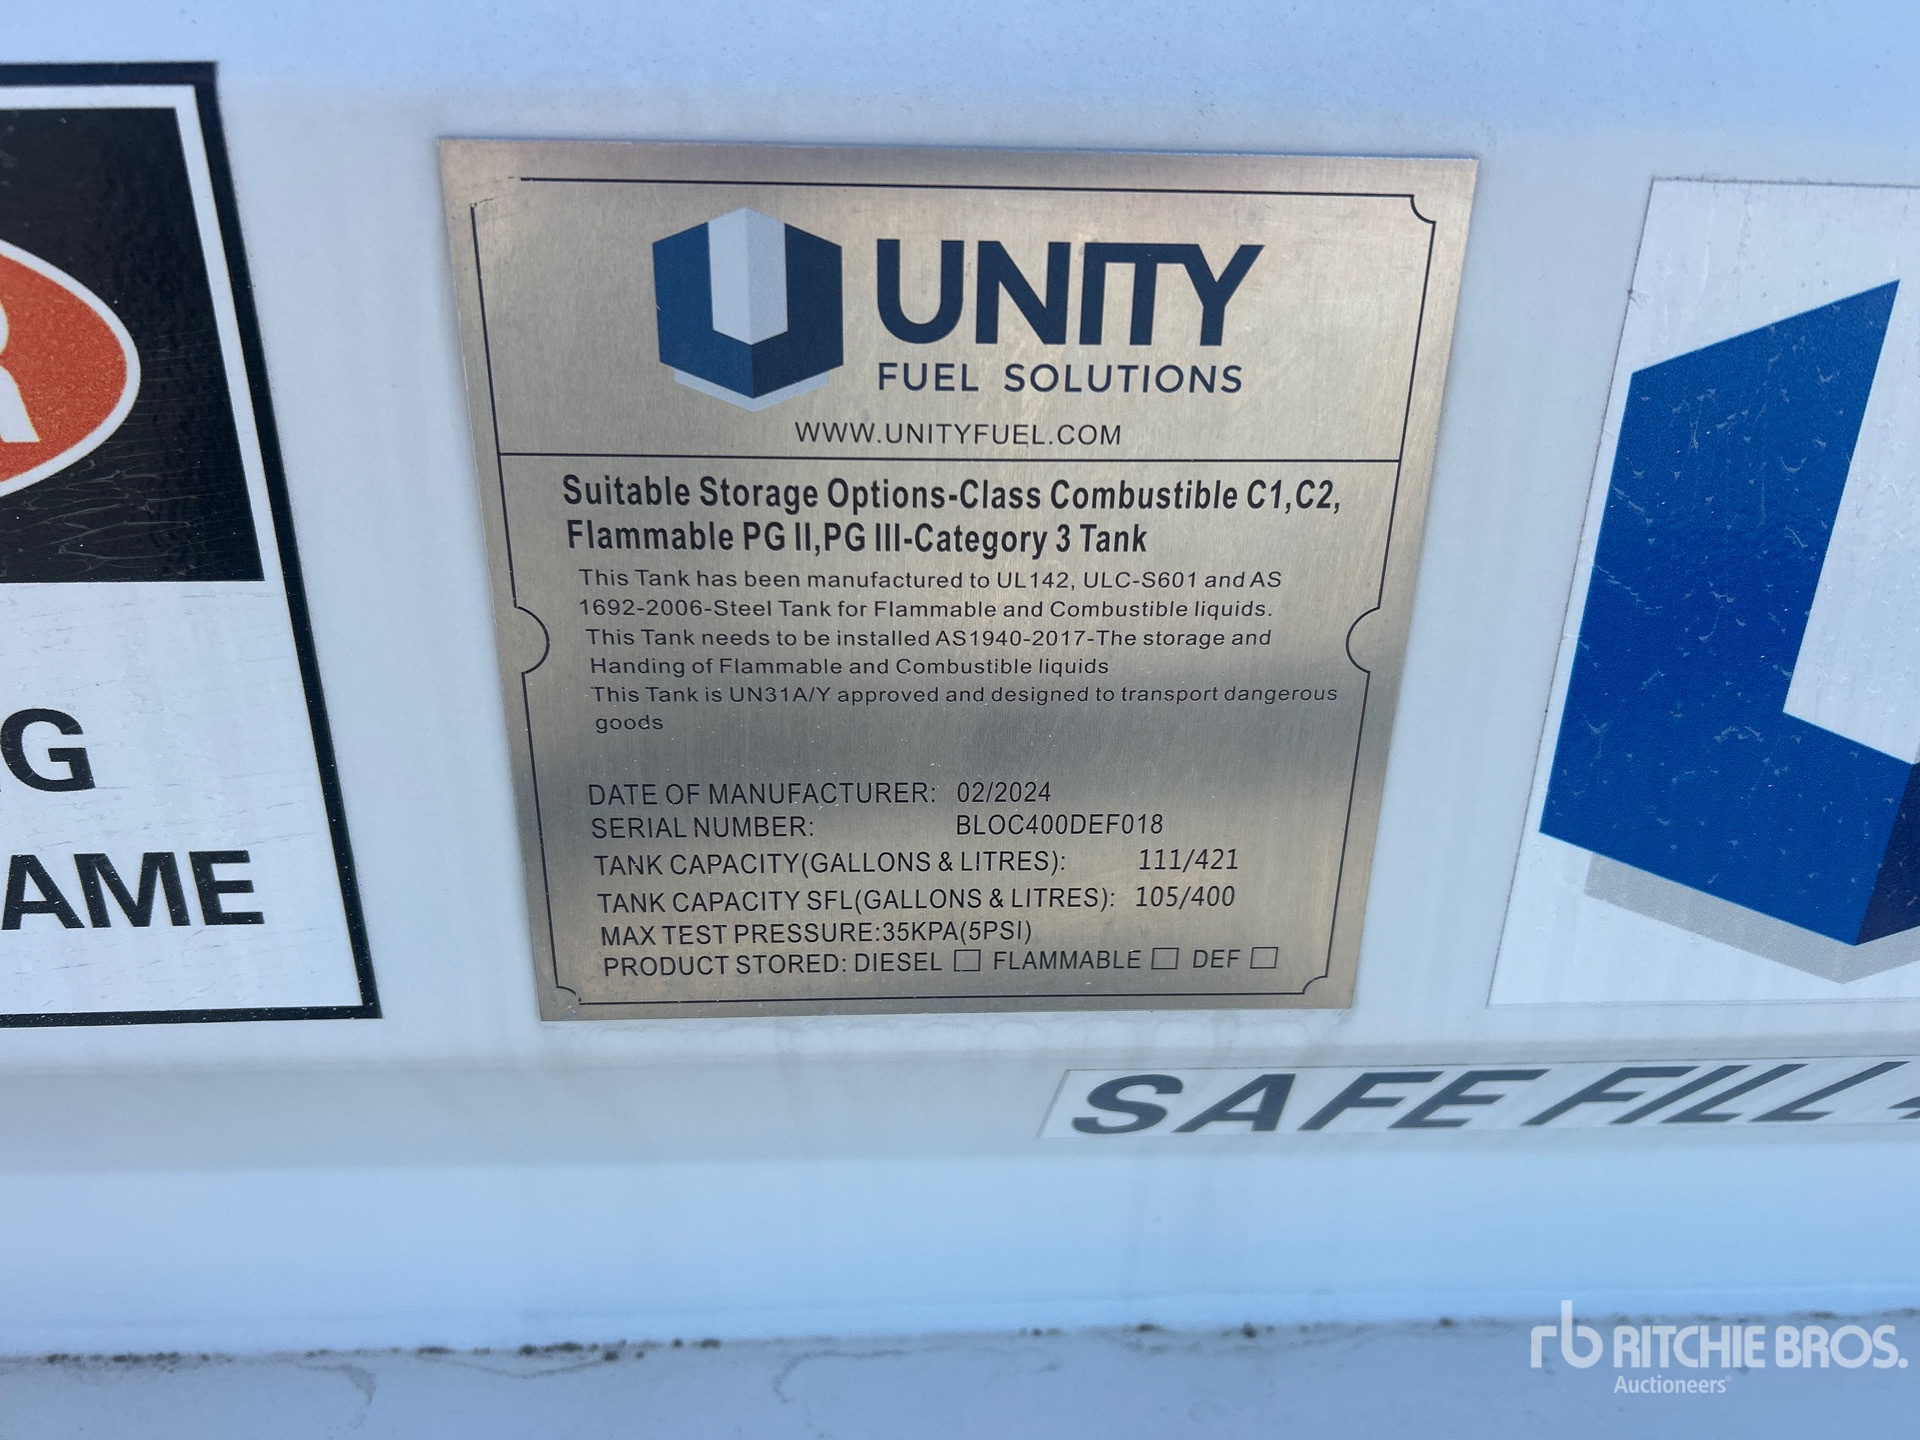 UNITY
FUEL SOLUTIONS
WWW.UNITYFUEL.COM
Suitable Storage Options-Class Combustible C1,C2,
Flammable PG II,PG III-Category 3 Tank
This Tank has been manufactured to UL142, ULC-S601 and AS
1692-2006-Steel Tank for Flammable and Combustible liquids.
This Tank needs to be installed AS1940-2017-The storage and
Handing of Flammable and Combustible liquids
This Tank is UN31A/Y approved and designed to transport dangerous
goods
DATE OF MANUFACTURER: 02/2024
SERIAL NUMBER: BLOC400DEF018
TANK CAPACITY(GALLONS & LITRES): 111/421
TANK CAPACITY SFL(GALLONS & LITRES): 105/400
MAX TEST PRESSURE:35KPA(5PSI)
PRODUCT STORED: DIESEL □ FLAMMABLE □ DEF □
R
G
AME
SAFE FILL
rb RITCHIE BROS.
Auctioneers